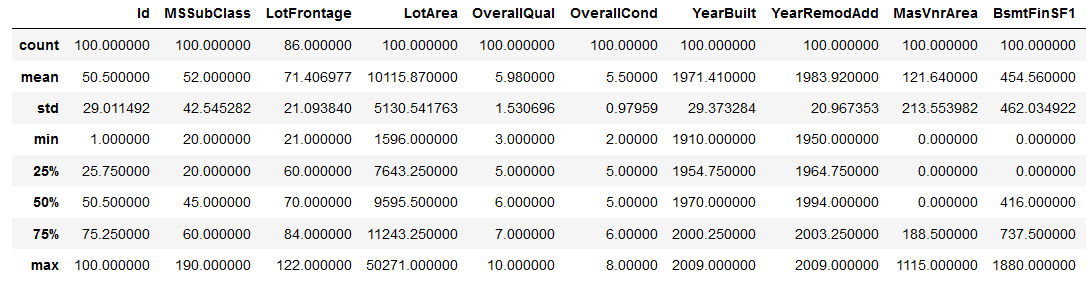 Id MSSubClass LotFrontage LotArea OverallQual OverallCond YearBuilt YearRemodAdd MasVnrArea BsmtFinSF1
count 100.000000 100.000000 86.000000 100.000000 100.000000 100.00000 100.000000 100.000000 100.000000 100.000000
mean 50.500000 52.000000 71.406977 10115.870000 5.980000 5.50000 1971.410000 1983.920000 121.640000 454.560000
std 29.011492 42.545282 21.093840 5130.541763 1.530696 0.97959 29.373284 20.967353 213.553982 462.034922
min 1.000000 20.000000 21.000000 1596.000000 3.000000 2.00000 1910.000000 1950.000000 0.000000 0.000000
25% 25.750000 20.000000 60.000000 7643.250000 5.000000 5.00000 1954.750000 1964.750000 0.000000 0.000000
50% 50.500000 45.000000 70.000000 9595.500000 6.000000 5.00000 1970.000000 1994.000000 0.000000 416.000000
75% 75.250000 60.000000 84.000000 11243.250000 7.000000 6.00000 2000.250000 2003.250000 188.500000 737.500000
max 100.000000 190.000000 122.000000 50271.000000 10.000000 8.00000 2009.000000 2009.000000 1115.000000 1880.000000